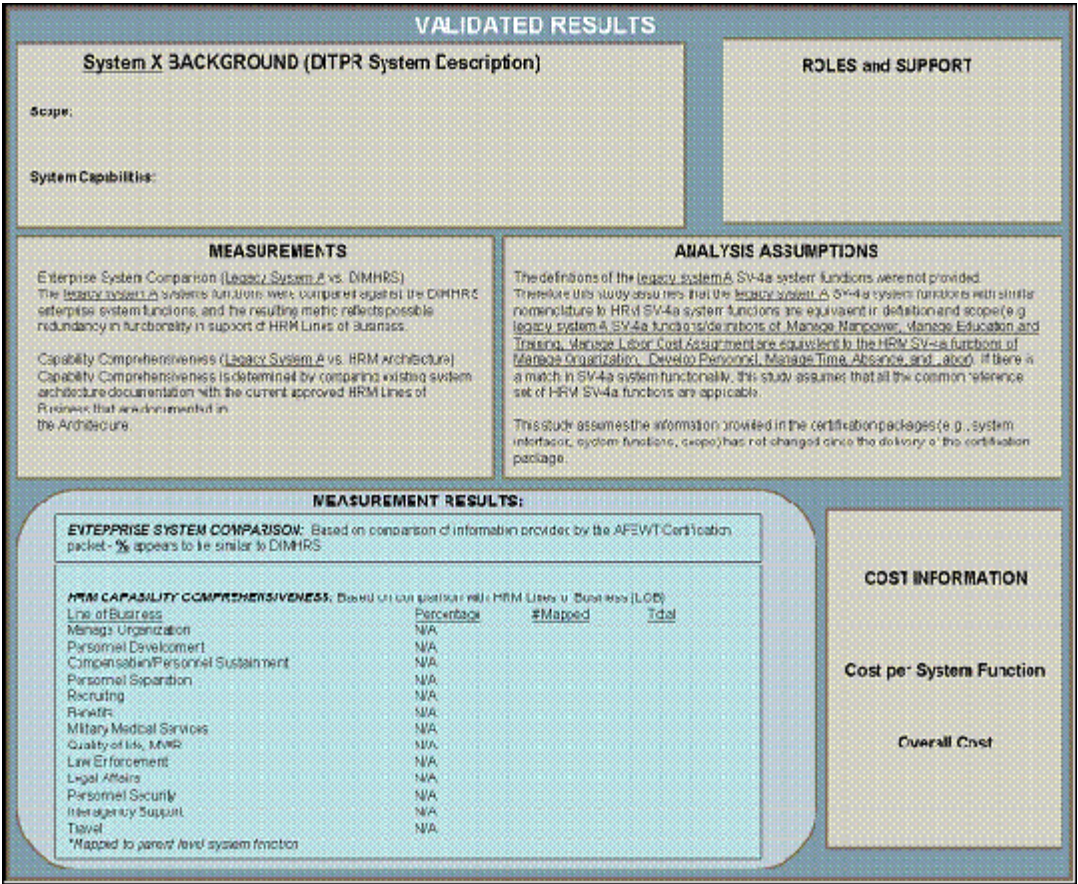 VALIDATED RESULTS
System X BACKGROUND (DITPR System Description)
Scope:
System Capabilities:
ROLES and SUPPORT
MEASUREMENTS
Enterprise System Comparison (Legacy System A vs. DIMHRS)
The legacy system A systems functions were compared against the DIMHRS
enterprise system functions, and the resulting metric reflects possible
redundancy in functionality in support of HRM Lines of Business.
Capability Comprehensiveness (Legacy System A vs. HRM Architecture)
Capability Comprehensiveness is determined by comparing existing system
architecture documentation with the current approved HRM Lines of
Business that are documented in
the Architecture.
ANALYSIS ASSUMPTIONS
The definitions of the legacy system A SV-4a system functions were not provided.
Therefore this study assumes that the legacy system A SV-4a system functions with similar
nomenclature to HRM SV-4a system functions are equivalent in definition and scope (e.g.
legacy system A SV-4a functions/definitions of Manage Manpower, Manage Education and
Training, Manage Labor Cost Assignment are equivalent to the HRM SV-4a functions of
Manage Organization, Develop Personnel, Manage Time, Absence, and Labor). If there is
a match in SV-4a system functionality, this study assumes that all the common reference
set of HRM SV-4a functions are applicable.
This study assumes the information provided in the certification packages (e.g., system
interfaces, system functions, scope) has not changed since the delivery of the certification
package.
MEASUREMENT RESULTS:
ENTERPRISE SYSTEM COMPARISON: Based on comparison of information provided by the Certification
packet - % appears to be similar to DIMHRS
HRM CAPABILITY COMPREHENSIVENESS: Based on comparison with HRM Lines of Business (LOB)
Line of Business Percentage #Mapped Total
Manage Organization N/A
Personnel Development N/A
Compensation/Personnel Sustainment N/A
Personnel Separation N/A
Recruiting N/A
Benefits N/A
Military Medical Services N/A
Quality of life, MWR N/A
Law Enforcement N/A
Legal Affairs N/A
Personnel Security N/A
Interagency Support N/A
Travel N/A
*Mapped to parent level system function
COST INFORMATION
Cost per System Function
Overall Cost